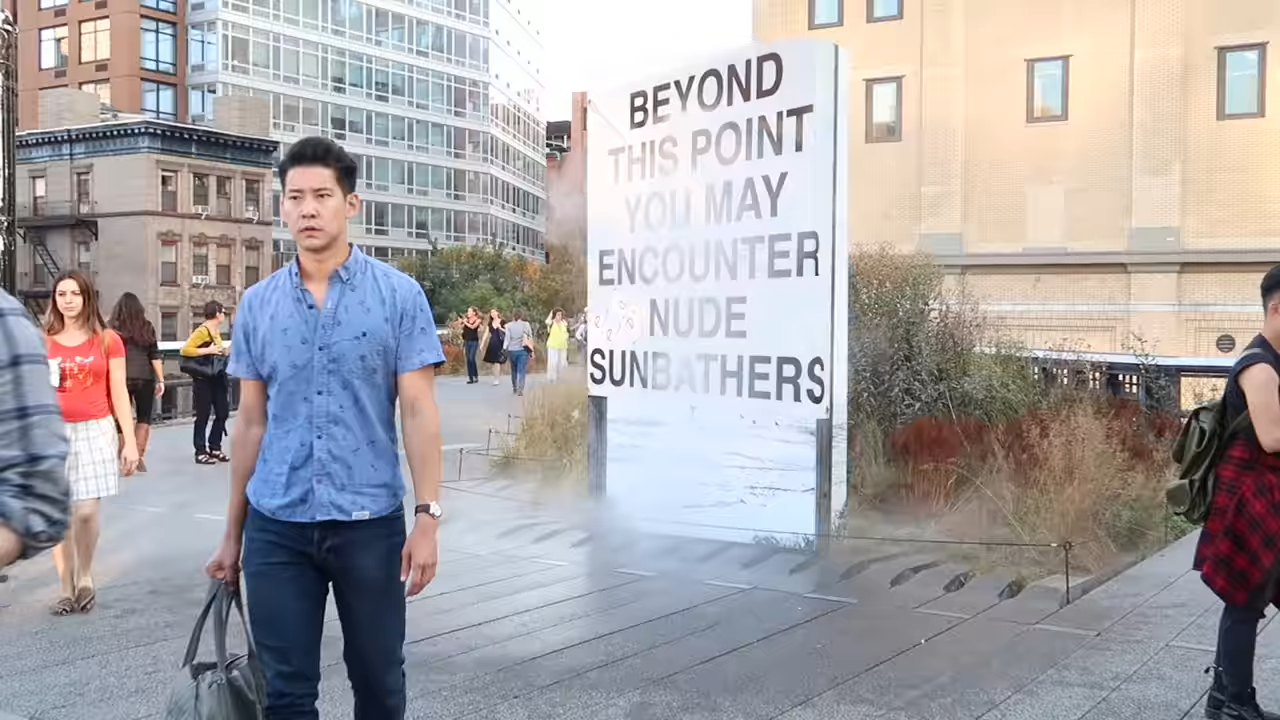 BEYOND
THIS POINT
YOU MAY
ENCOUNTER
NUDE
SUNBATHERS